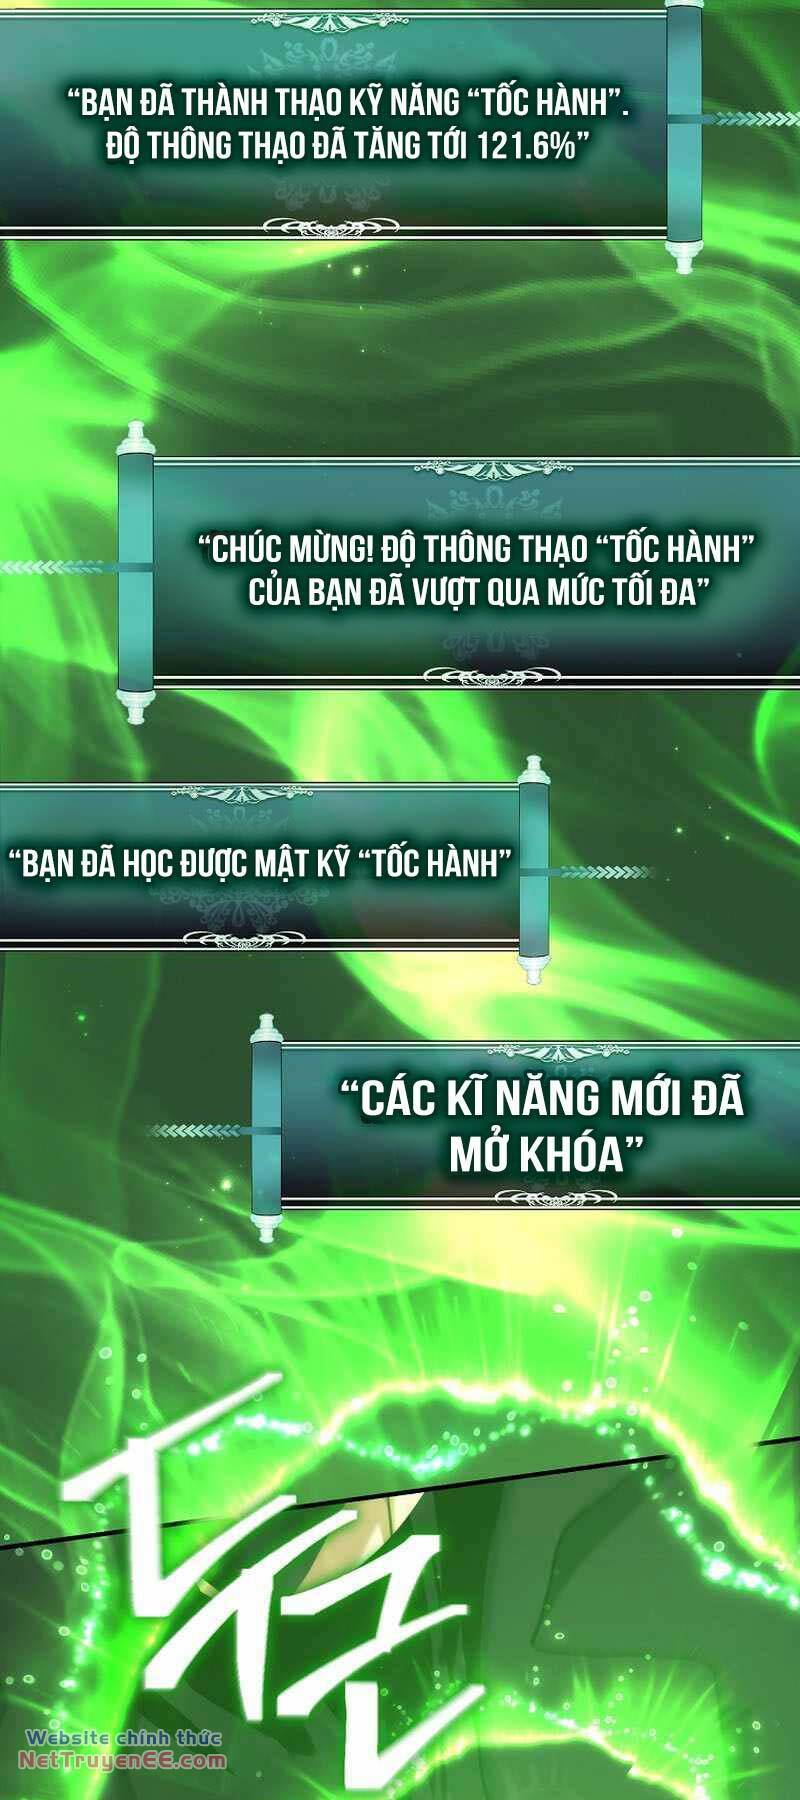 “BẠN ĐÃ THÀNH THẠO KỸ NĂNG “TỐC HÀNH”.
ĐỘ THÔNG THẠO ĐÃ TĂNG TỚI 121.6%”
“CHÚC MỪNG! ĐỘ THÔNG THẠO “TỐC HÀNH”
CỦA BẠN ĐÃ VƯỢT QUA MỨC TỐI ĐA”
“BẠN ĐÃ HỌC ĐƯỢC MẬT KỸ “TỐC HÀNH”
“CÁC KĨ NĂNG MỚI ĐÃ
MỞ KHÓA”
Website chính thức
NetTruyenEE.com